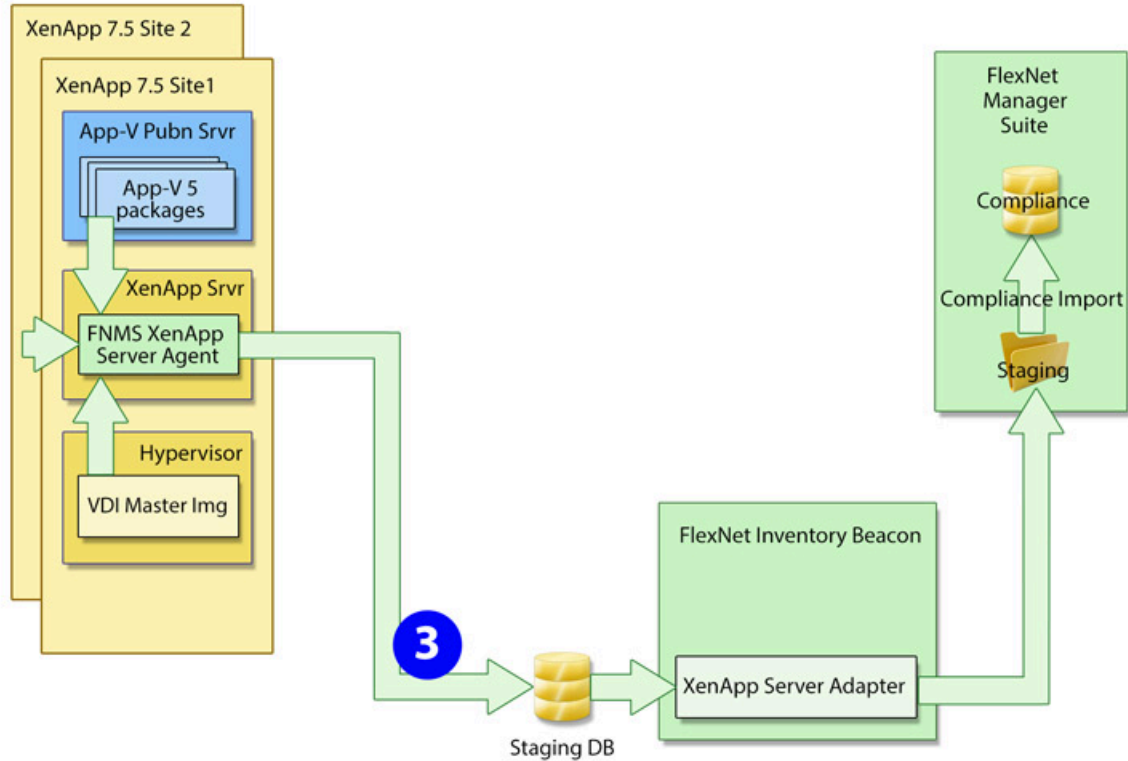 XenApp 7.5 Site 2
XenApp 7.5 Site1
App-V Pubn Srvr
App-V 5
packages
XenApp Srvr
FNMS XenApp
Server Agent
Hypervisor
VDI Master Img
3
Staging DB
FlexNet Inventory Beacon
XenApp Server Adapter
FlexNet
Manager
Suite
Compliance
Compliance Import
Staging